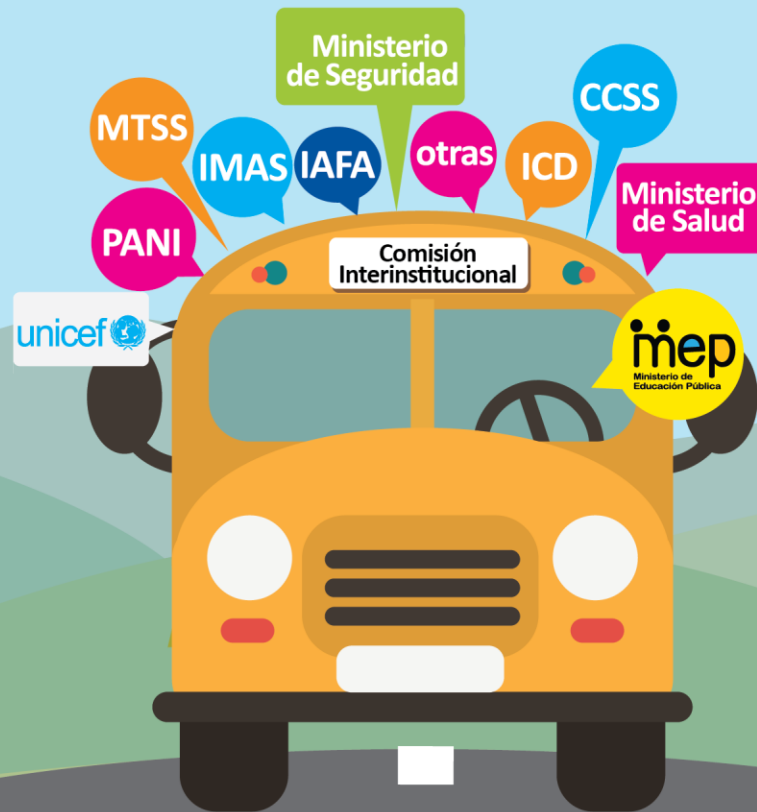 Ministerio
de Seguridad
CCSS
MTSS
IMAS
IAFA
otras
ICD
Ministerio
de Salud
PANI
Comisión
Interinstitucional
unicef
mep
Ministerio de
Educación Pública